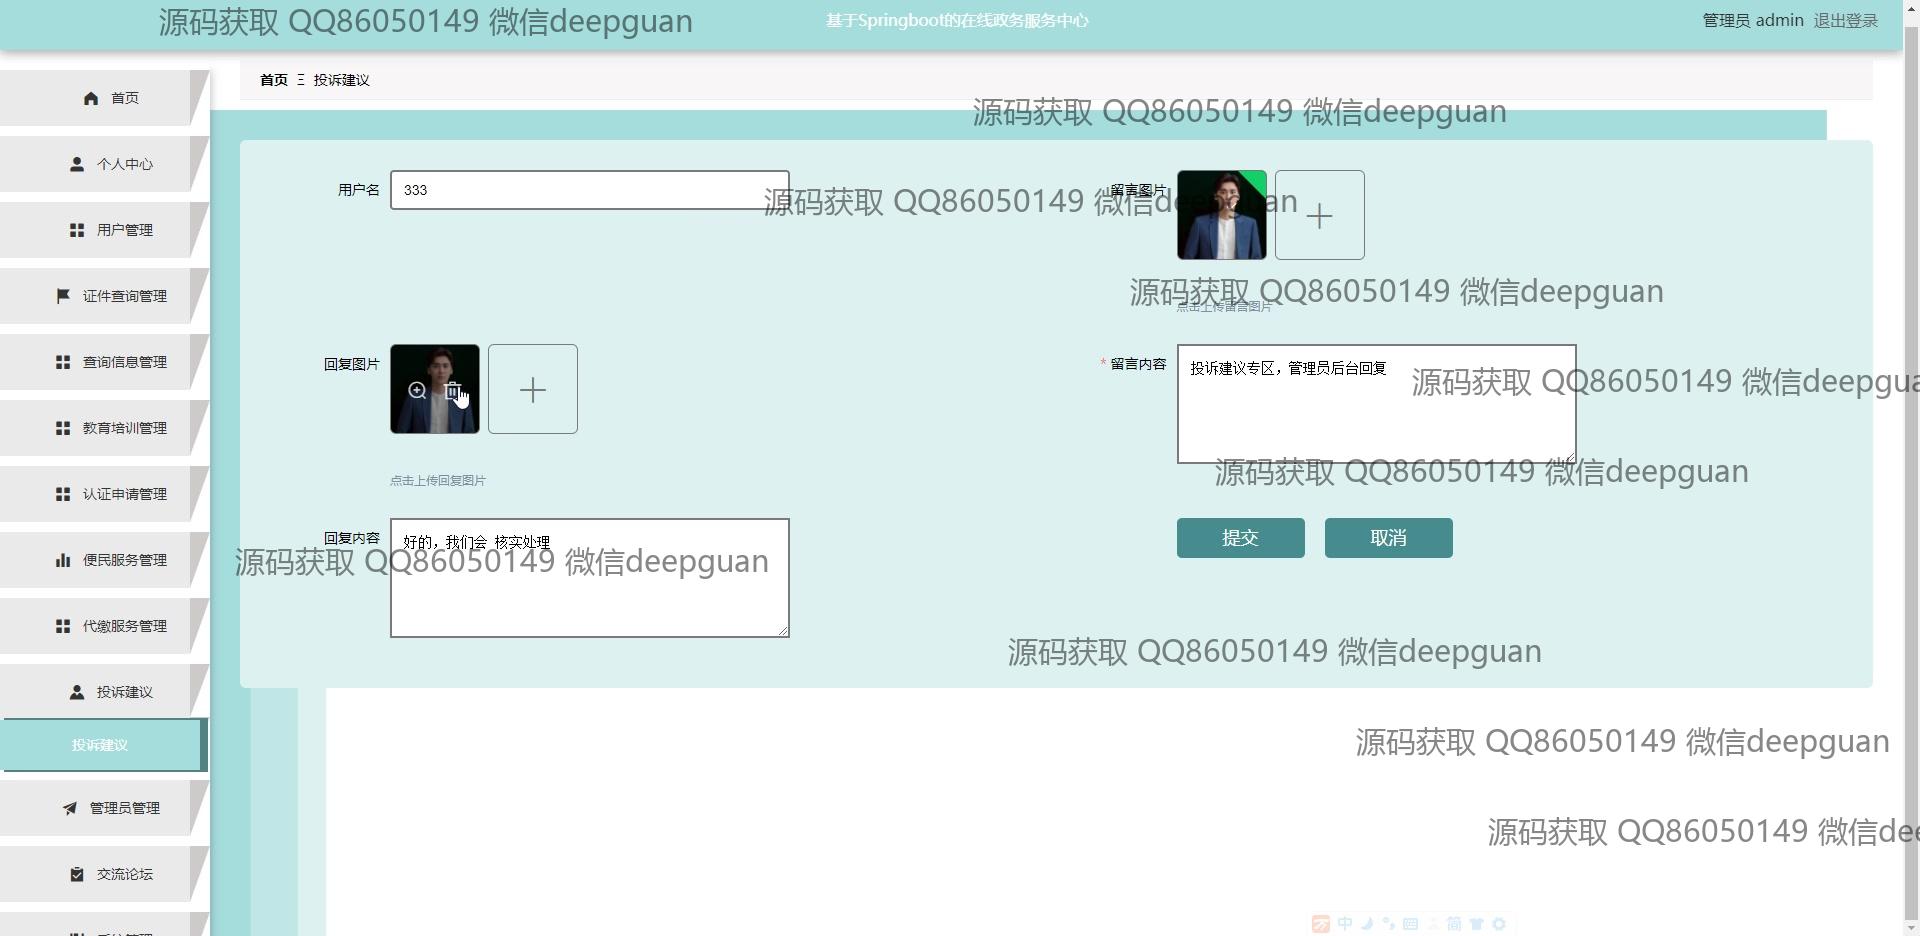 源码获取 QQ86050149 微信deepguan
基于Springboot的在线政务服务中心
管理员 admin 退出登录
首页
个人中心
用户管理
证件查询管理
查询信息管理
教育培训管理
认证申请管理
便民服务管理
代缴服务管理
投诉建议
投诉建议
管理员管理
交流论坛
首页 Ξ 投诉建议
源码获取 QQ86050149 微信deepguan
用户名 333
留言图片
源码获取 QQ86050149 微信deepguan
源码获取 QQ86050149 微信deepguan
点击上传留言图片
回复图片
* 留言内容 投诉建议专区，管理员后台回复
源码获取 QQ86050149 微信deepgua
源码获取 QQ86050149 微信deepguan
点击上传回复图片
回复内容 好的，我们会 核实处理
提交 取消
源码获取 QQ86050149 微信deepguan
源码获取 QQ86050149 微信deepguan
源码获取 QQ86050149 微信deepguan
源码获取 QQ86050149 微信dee
中 简